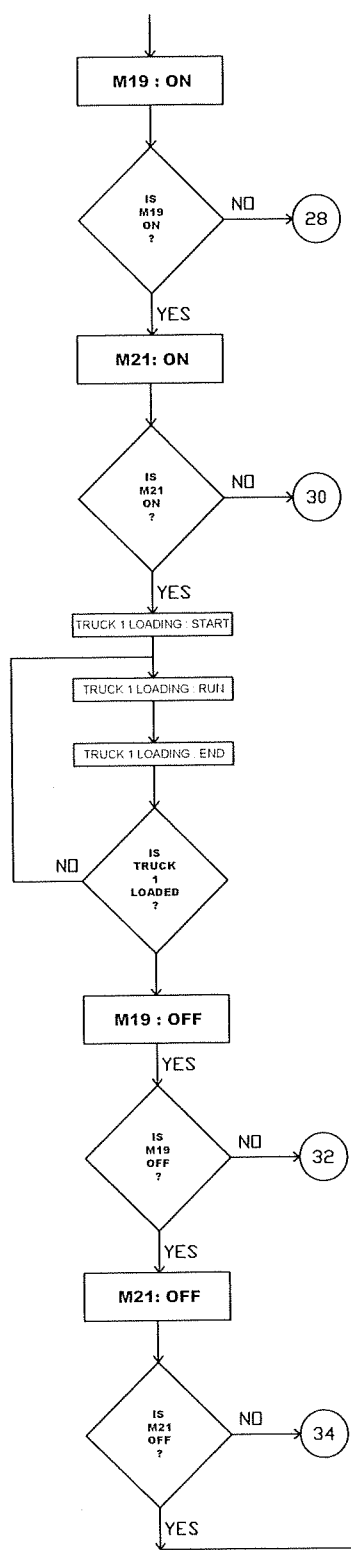 M19 : ON
IS
M19
ON
?
NO
28
YES
M21: ON
IS
M21
ON
?
NO
30
YES
TRUCK 1 LOADING : START
TRUCK 1 LOADING : RUN
TRUCK 1 LOADING : END
IS
TRUCK
1
LOADED
?
NO
M19 : OFF
YES
IS
M19
OFF
?
NO
32
YES
M21: OFF
IS
M21
OFF
?
NO
34
YES